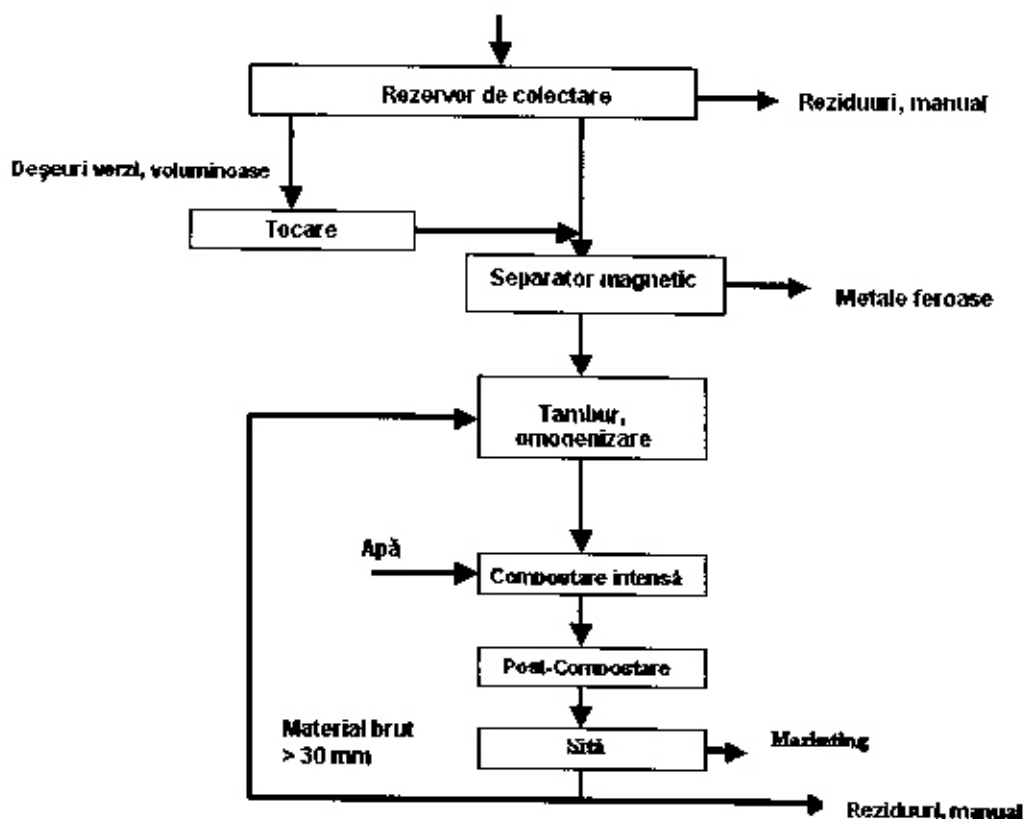 Rezervor de colectare
Reziduuri, manual
Deşeuri verzi, voluminoase
Tocare
Separator magnetic
Metale feroase
Tambur,
omogenizare
Apă
Compostare intensă
Post-Compostare
Material brut
> 30 mm
Sită
Marketing
Reziduuri, manual